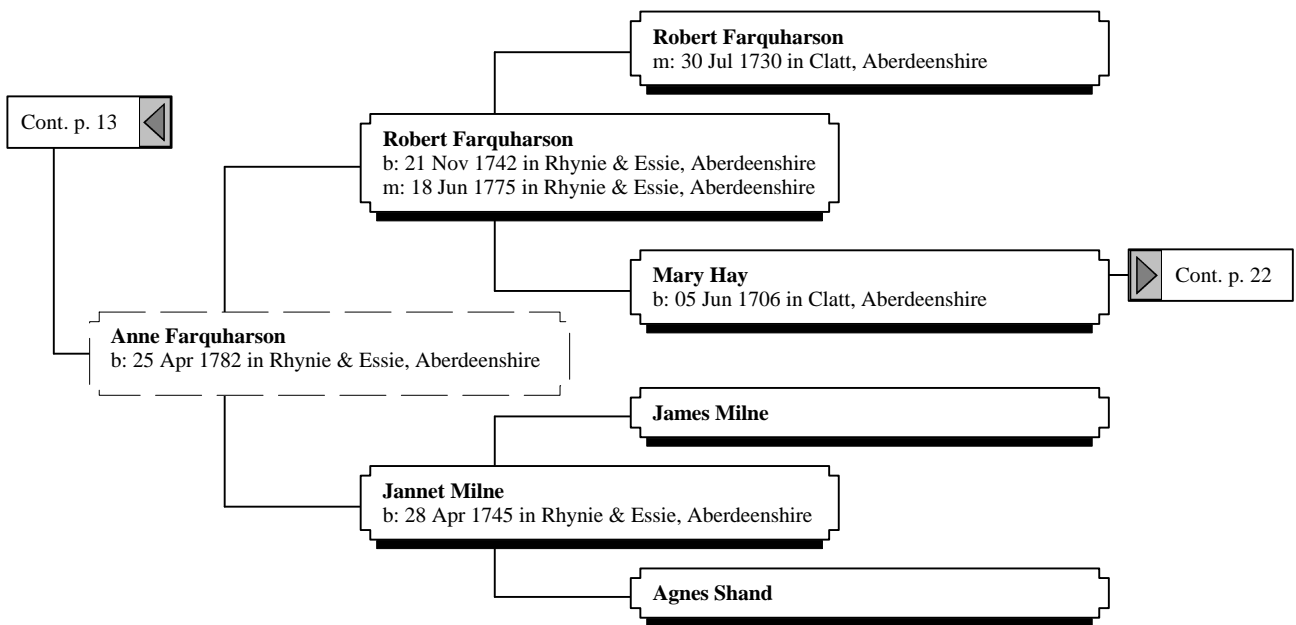 Robert Farquharson
m: 30 Jul 1730 in Clatt, Aberdeenshire
Cont. p. 13
Robert Farquharson
b: 21 Nov 1742 in Rhynie & Essie, Aberdeenshire
m: 18 Jun 1775 in Rhynie & Essie, Aberdeenshire
Mary Hay
b: 05 Jun 1706 in Clatt, Aberdeenshire
Cont. p. 22
Anne Farquharson
b: 25 Apr 1782 in Rhynie & Essie, Aberdeenshire
James Milne
Jannet Milne
b: 28 Apr 1745 in Rhynie & Essie, Aberdeenshire
Agnes Shand